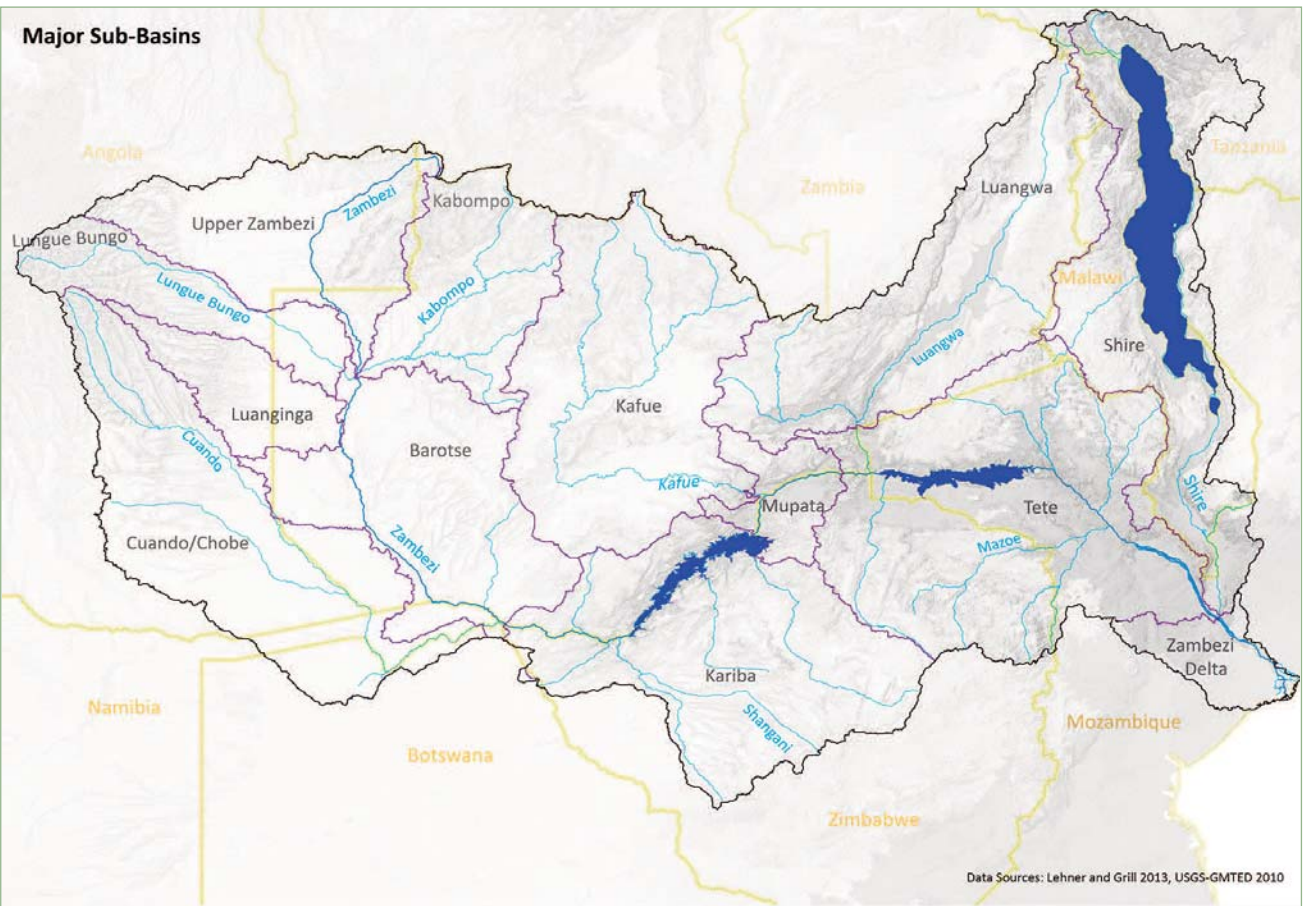 Major Sub-Basins
Angola
Tanzania
Zambia
Luangwa
Zambezi
Kabompo
Upper Zambezi
Lungue Bungo
Malawi
Lungue Bungo
Kabompo
Luangwa
Shire
Luanginga
Kafue
Cuando
Barotse
Kafue
Shire
Mupata
Tete
Cuando/Chobe
Zambezi
Mazoe
Zambezi
Delta
Kariba
Namibia
Shangani
Mozambique
Botswana
Zimbabwe
Data Sources: Lehner and Grill 2013, USGS-GMTED 2010